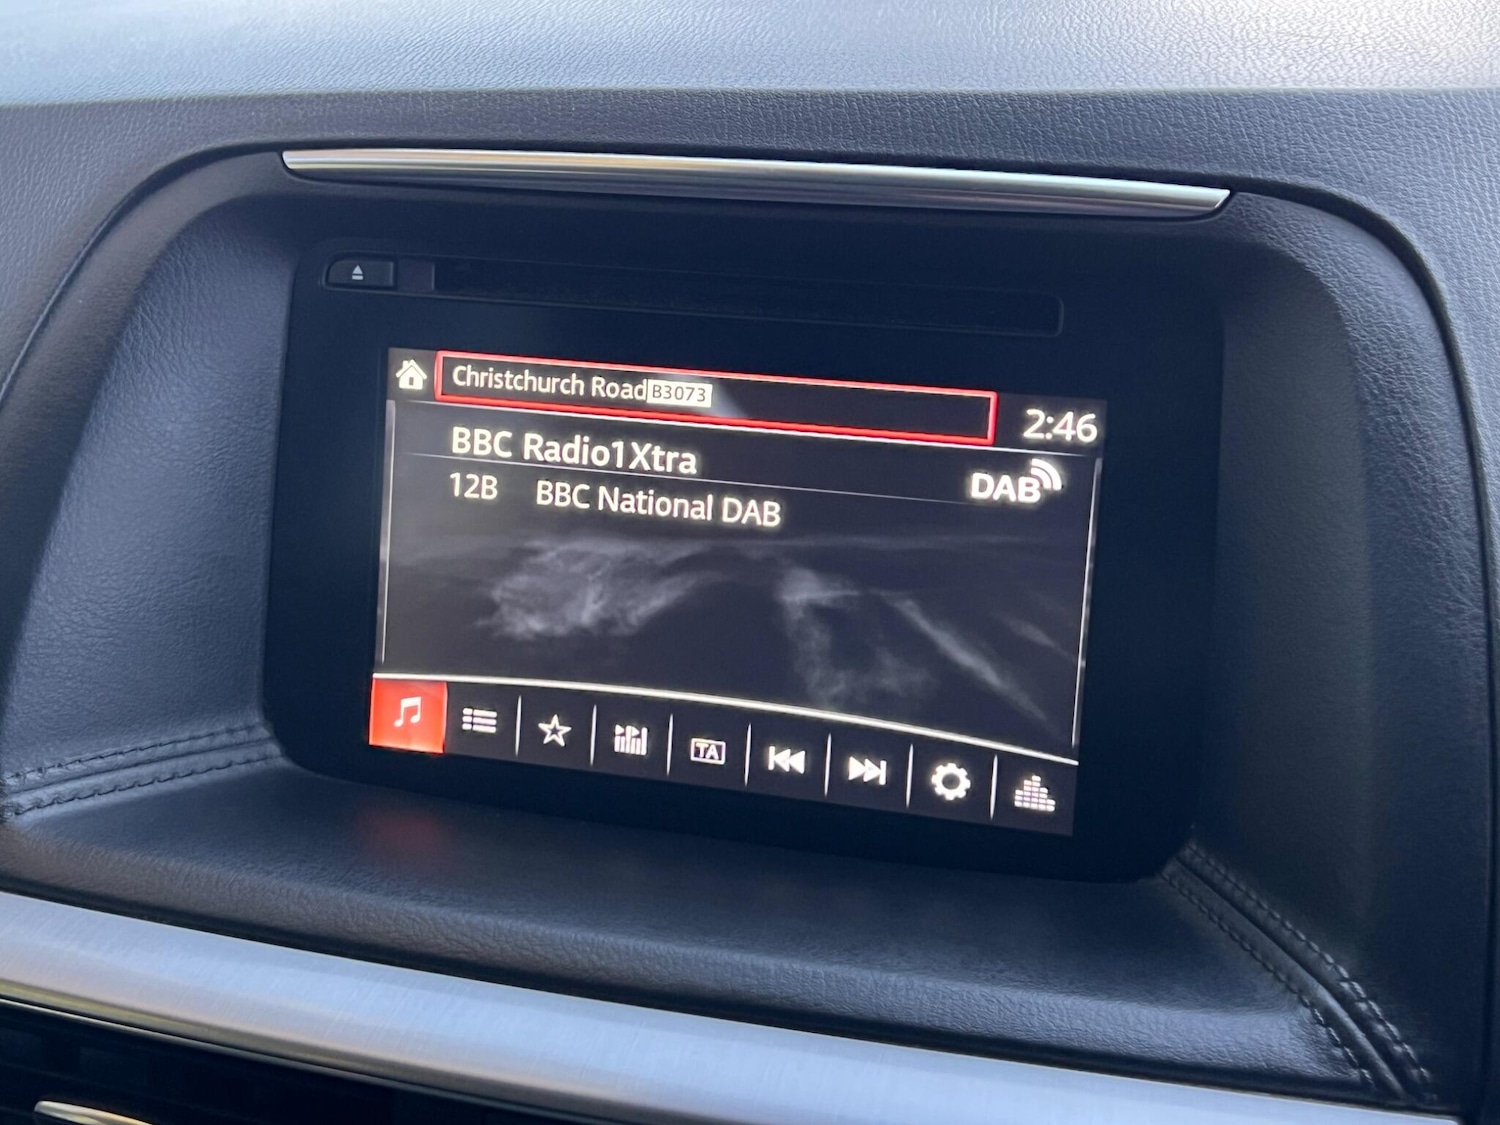 Christchurch Road B3073
2:46
BBC Radio1Xtra
DAB
12B BBC National DAB
TA